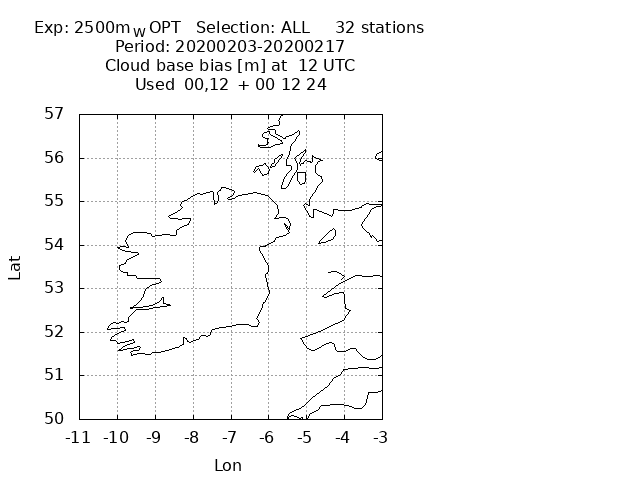 Exp: 2500m_w OPT Selection: ALL 32 stations
Period: 20200203-20200217
Cloud base bias [m] at 12 UTC
Used 00,12 + 00 12 24
57
56
55
54
53
52
51
50
Lat
-11 -10 -9 -8 -7 -6 -5 -4 -3
Lon